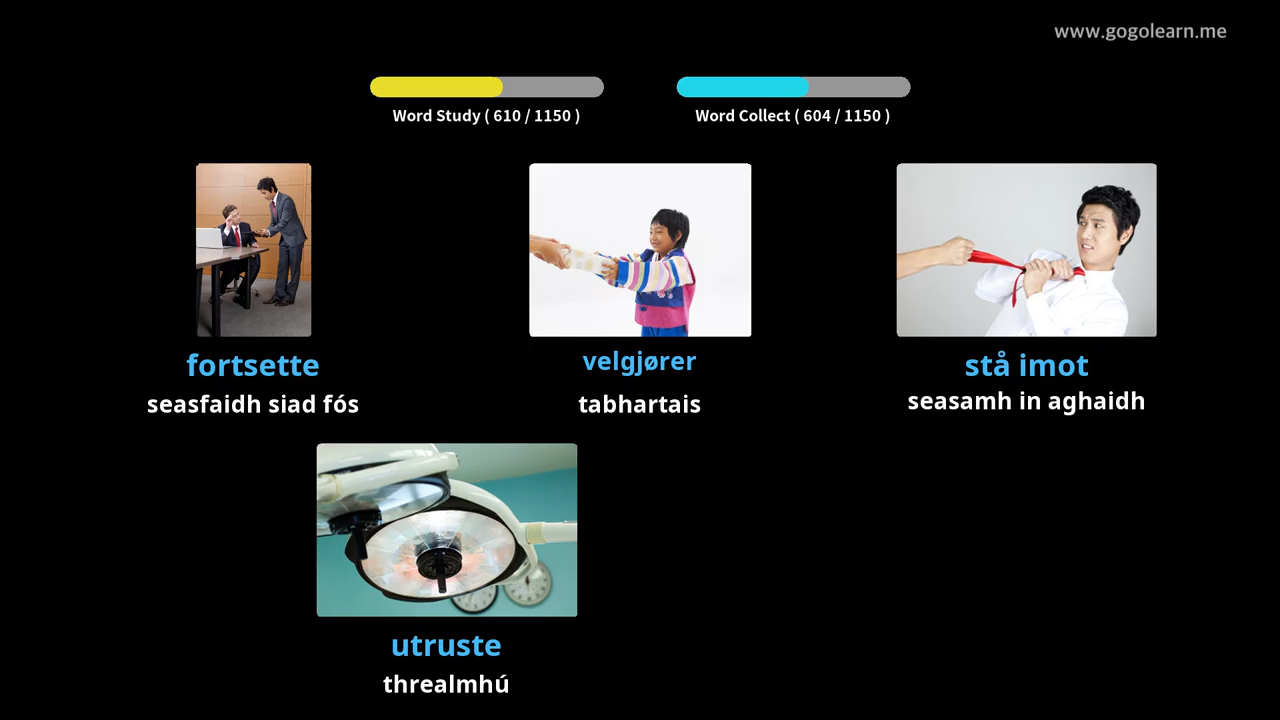 www.gogolearn.me
Word Study ( 610 / 1150 )
Word Collect ( 604 / 1150 )
fortsette
seasfaidh siad fós
velgjører
tabhartais
stå imot
seasamh in aghaidh
utruste
threalmhú